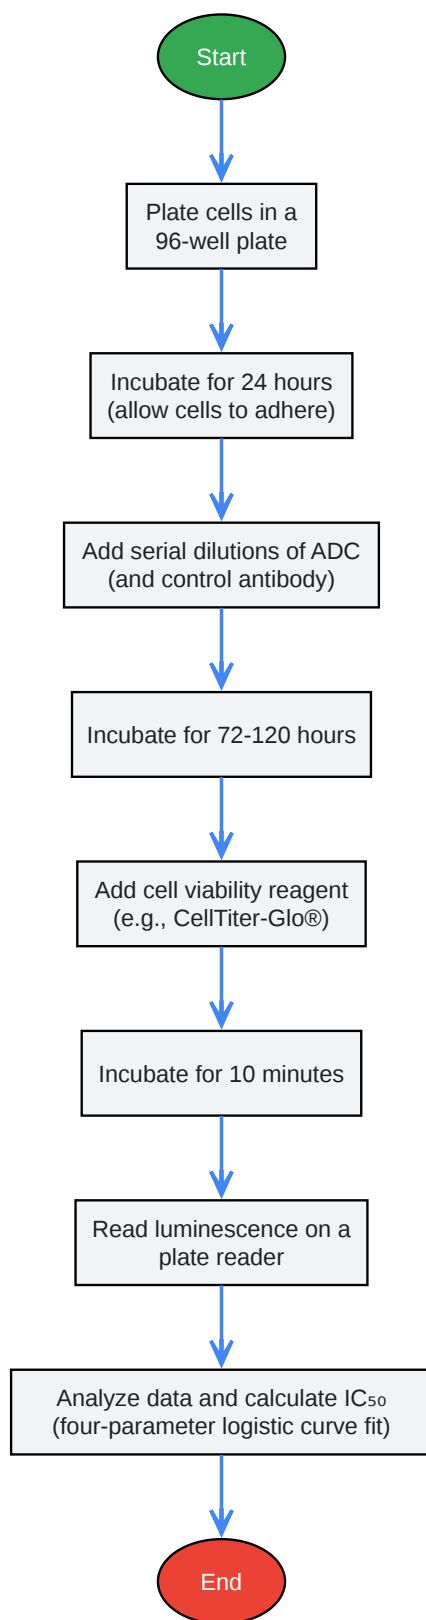 Start
Plate cells in a
96-well plate
Incubate for 24 hours
(allow cells to adhere)
Add serial dilutions of ADC
(and control antibody)
Incubate for 72-120 hours
Add cell viability reagent
(e.g., CellTiter-Glo®)
Incubate for 10 minutes
Read luminescence on a
plate reader
Analyze data and calculate IC₅₀
(four-parameter logistic curve fit)
End